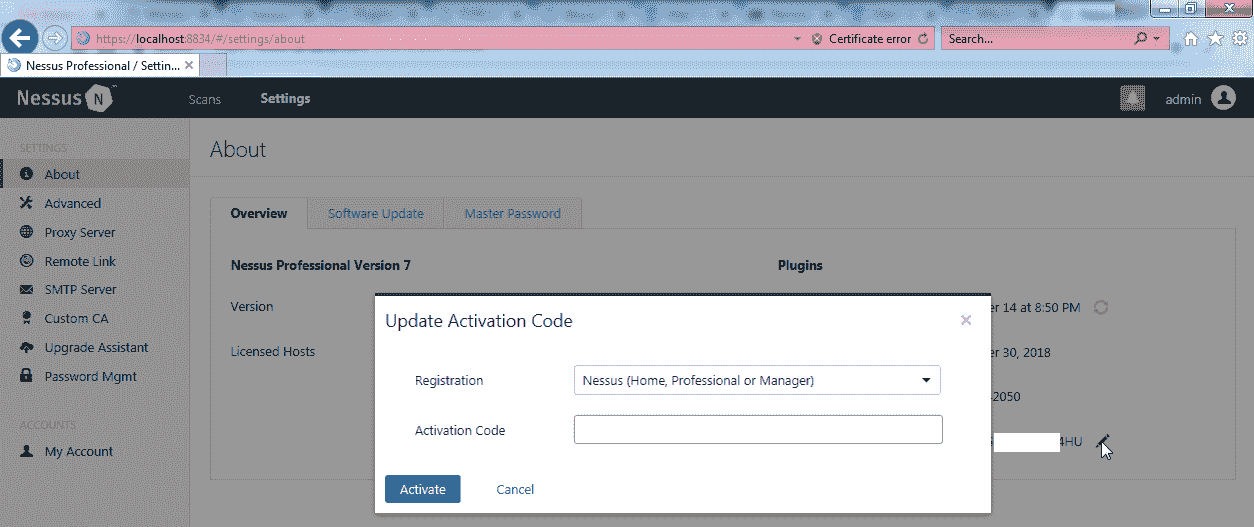 https://localhost:8834/#/settings/about
Certificate error
Search...
Nessus Professional / Settin...
Nessus N
Scans
Settings
admin
SETTINGS
About
Advanced
Proxy Server
Remote Link
SMTP Server
Custom CA
Upgrade Assistant
Password Mgmt
ACCOUNTS
My Account
About
Overview
Software Update
Master Password
Nessus Professional Version 7
Plugins
Version
er 14 at 8:50 PM
Licensed Hosts
er 30, 2018
2050
4HU
Update Activation Code
Registration
Nessus (Home, Professional or Manager)
Activation Code
Activate
Cancel